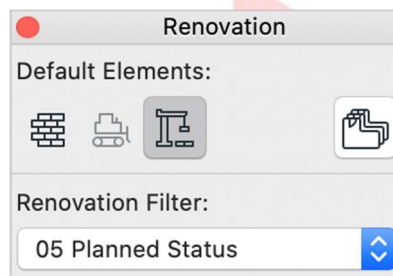 Renovation
Default Elements:
Renovation Filter:
05 Planned Status